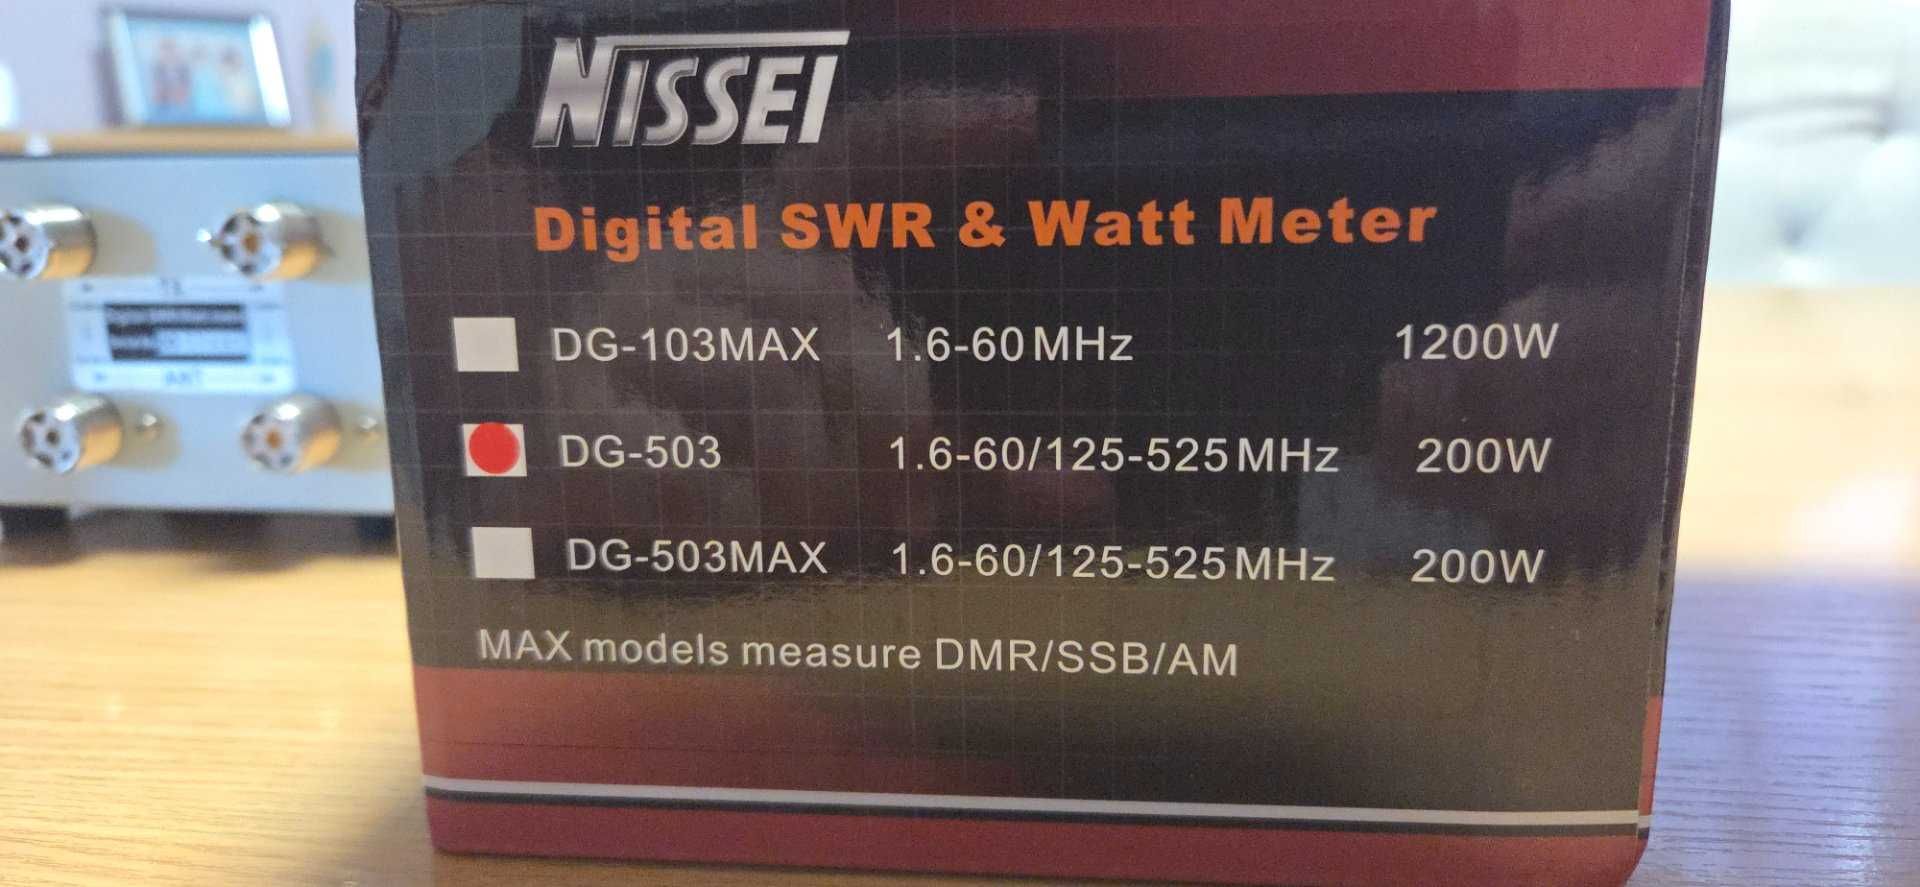 NISSEI
Digital SWR & Watt Meter
DG-103MAX 1.6-60MHz 1200W
DG-503 1.6-60/125-525MHz 200W
DG-503MAX 1.6-60/125-525MHz 200W
MAX models measure DMR/SSB/AM